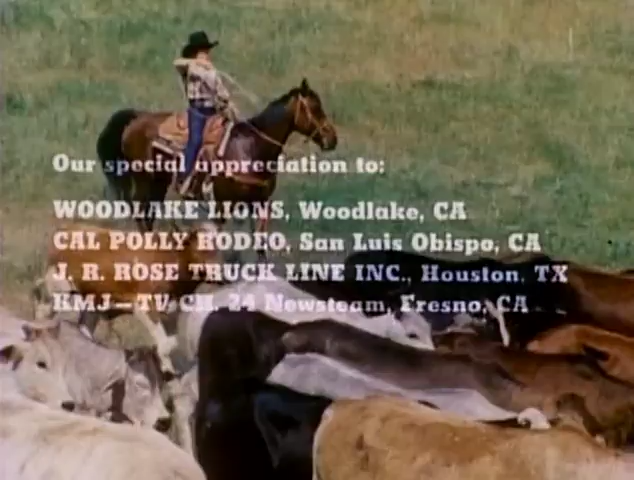 Our special appreciation to:
WOODLAKE LIONS, Woodlake, CA
CAL POLLY RODEO, San Luis Obispo, CA
J. R. ROSE TRUCK LINE INC., Houston, TX
KMJ-TV CH. 24 Newsteam, Fresno, CA